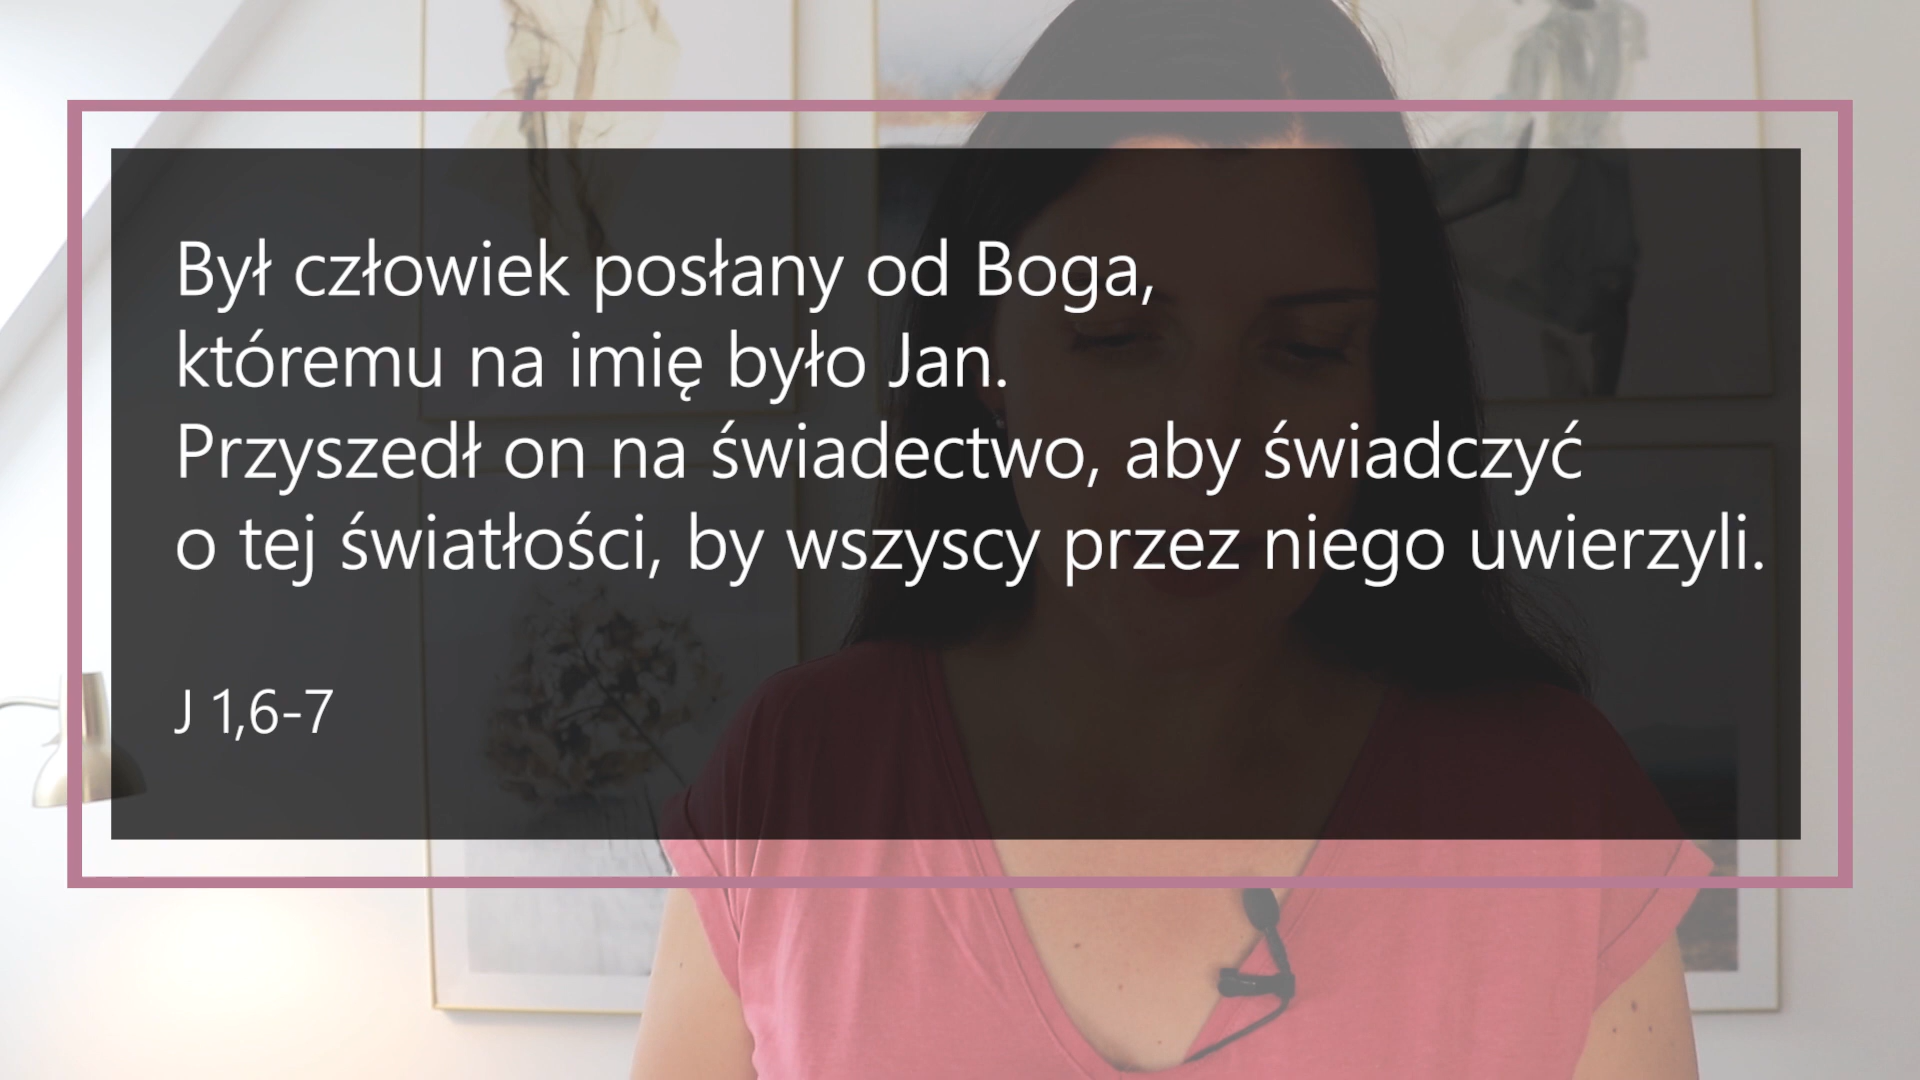 Był człowiek posłany od Boga,
któremu na imię było Jan.
Przyszedł on na świadectwo, aby świadczyć
o tej światłości, by wszyscy przez niego uwierzyli.
J 1,6-7